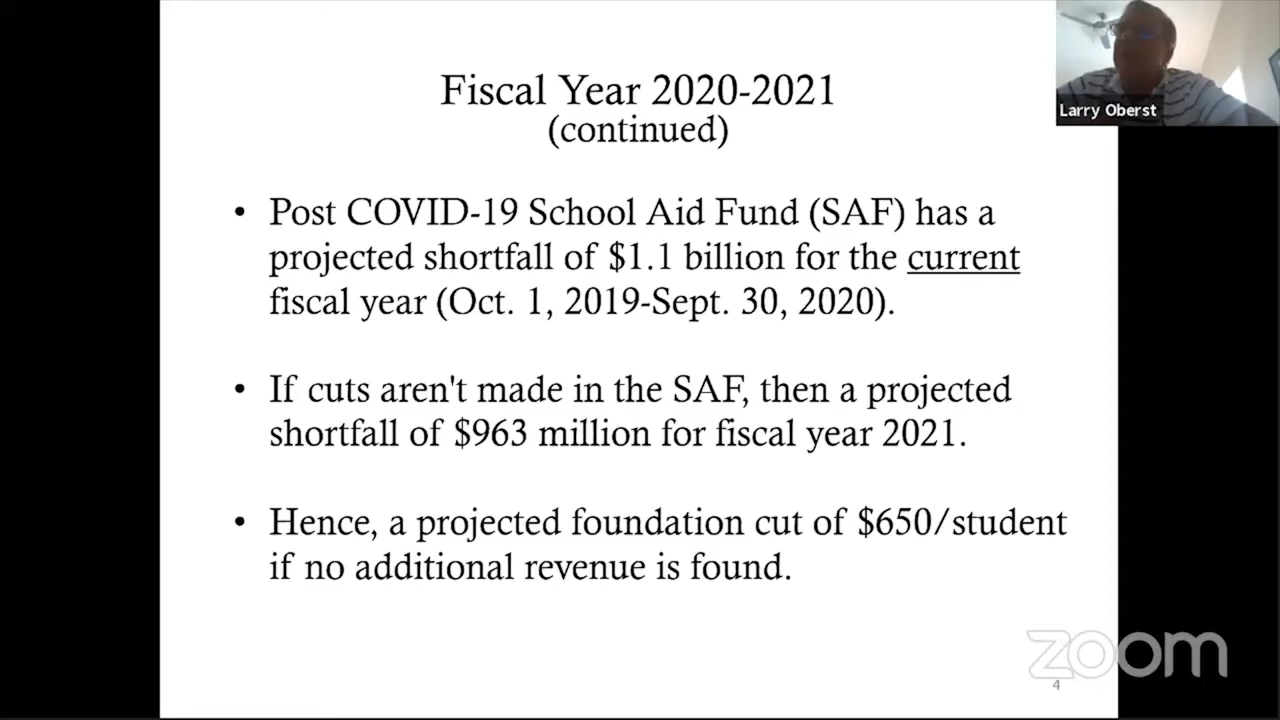 Fiscal Year 2020-2021
(continued)
Larry Oberst
• Post COVID-19 School Aid Fund (SAF) has a
projected shortfall of $1.1 billion for the current
fiscal year (Oct. 1, 2019-Sept. 30, 2020).
• If cuts aren't made in the SAF, then a projected
shortfall of $963 million for fiscal year 2021.
• Hence, a projected foundation cut of $650/student
if no additional revenue is found.
zoom
4